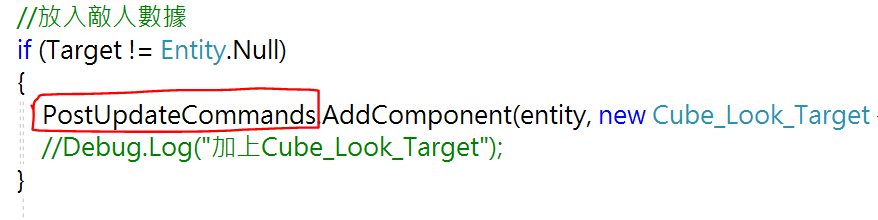 //放入敵人數據
if (Target != Entity.Null)
{
PostUpdateCommands.AddComponent(entity, new Cube_Look_Target
//Debug.Log("加上Cube_Look_Target");
}